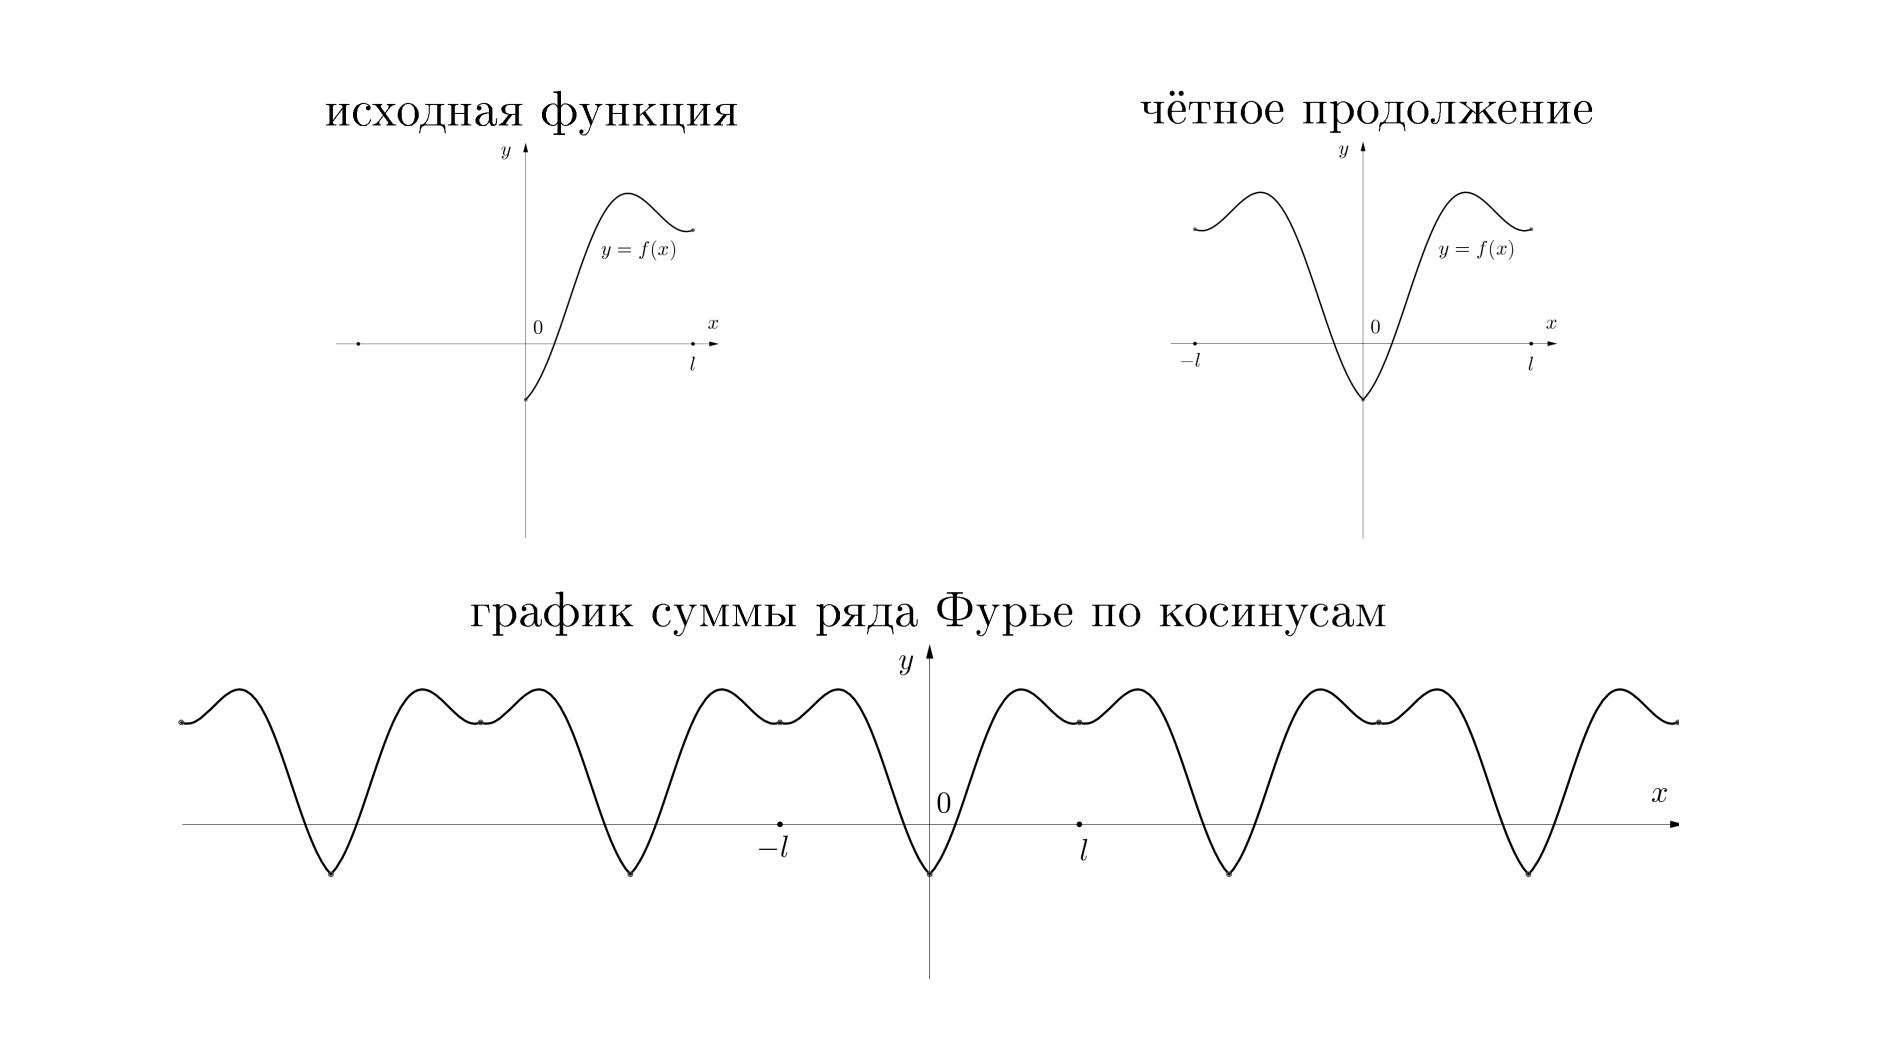 исходная функция
y
y = f(x)
0
x
l
чётное продолжение
y
y = f(x)
0
x
−l
l
график суммы ряда Фурье по косинусам
y
x
0
−l
l